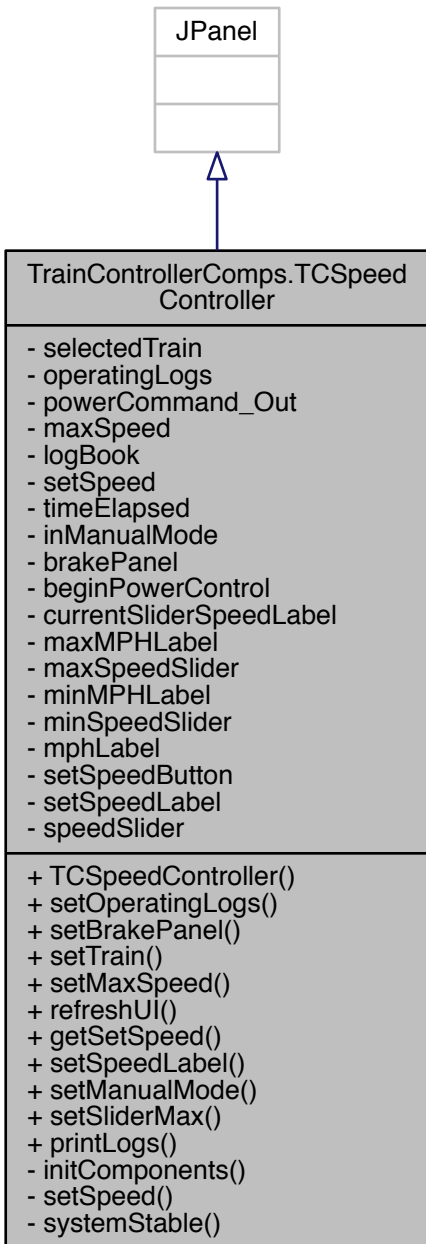 JPanel
TrainControllerComps.TCSpeed
Controller
- selectedTrain
- operatingLogs
- powerCommand_Out
- maxSpeed
- logBook
- setSpeed
- timeElapsed
- inManualMode
- brakePanel
- beginPowerControl
- currentSliderSpeedLabel
- maxMPHLabel
- maxSpeedSlider
- minMPHLabel
- minSpeedSlider
- mphLabel
- setSpeedButton
- setSpeedLabel
- speedSlider
+ TCSpeedController()
+ setOperatingLogs()
+ setBrakePanel()
+ setTrain()
+ setMaxSpeed()
+ refreshUI()
+ getSetSpeed()
+ setSpeedLabel()
+ setManualMode()
+ setSliderMax()
+ printLogs()
- initComponents()
- setSpeed()
- systemStable()